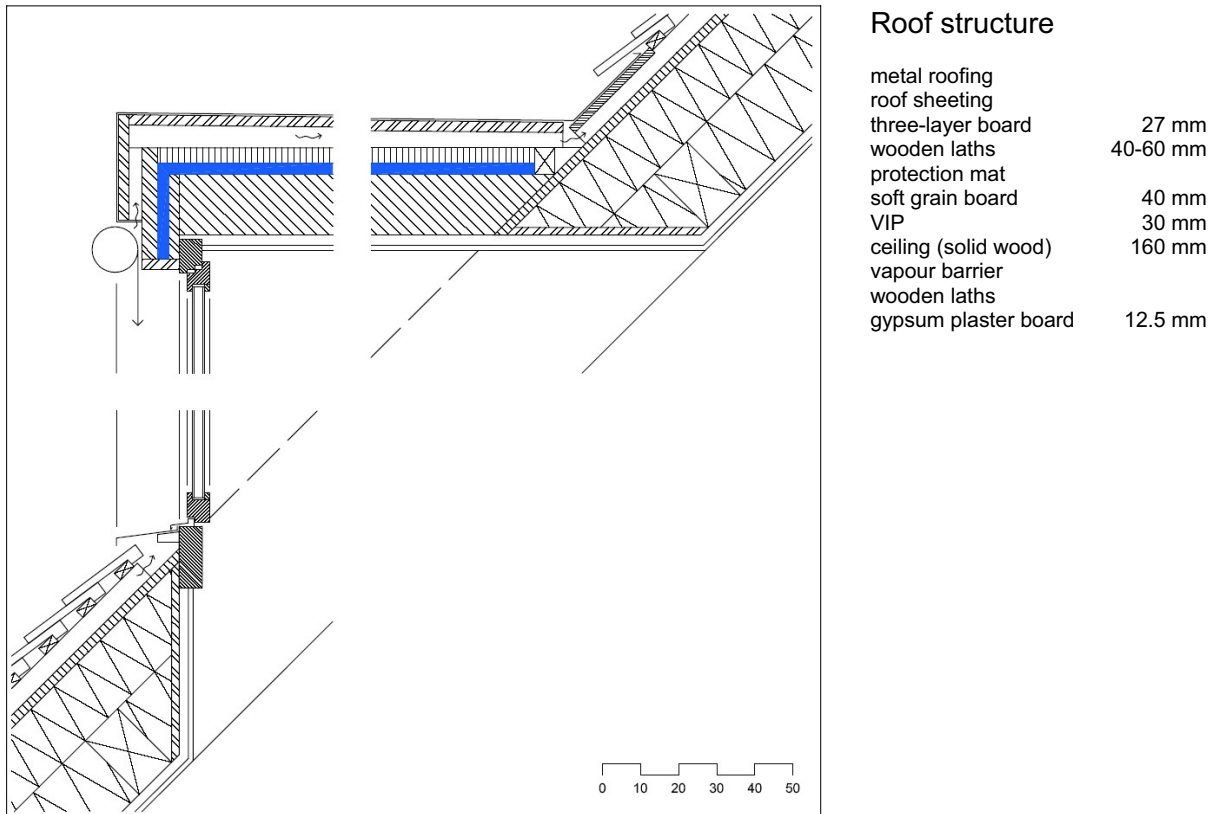 Roof structure
metal roofing
roof sheeting
three-layer board 27 mm
wooden laths 40-60 mm
protection mat
soft grain board 40 mm
VIP 30 mm
ceiling (solid wood) 160 mm
vapour barrier
wooden laths
gypsum plaster board 12.5 mm
0 10 20 30 40 50